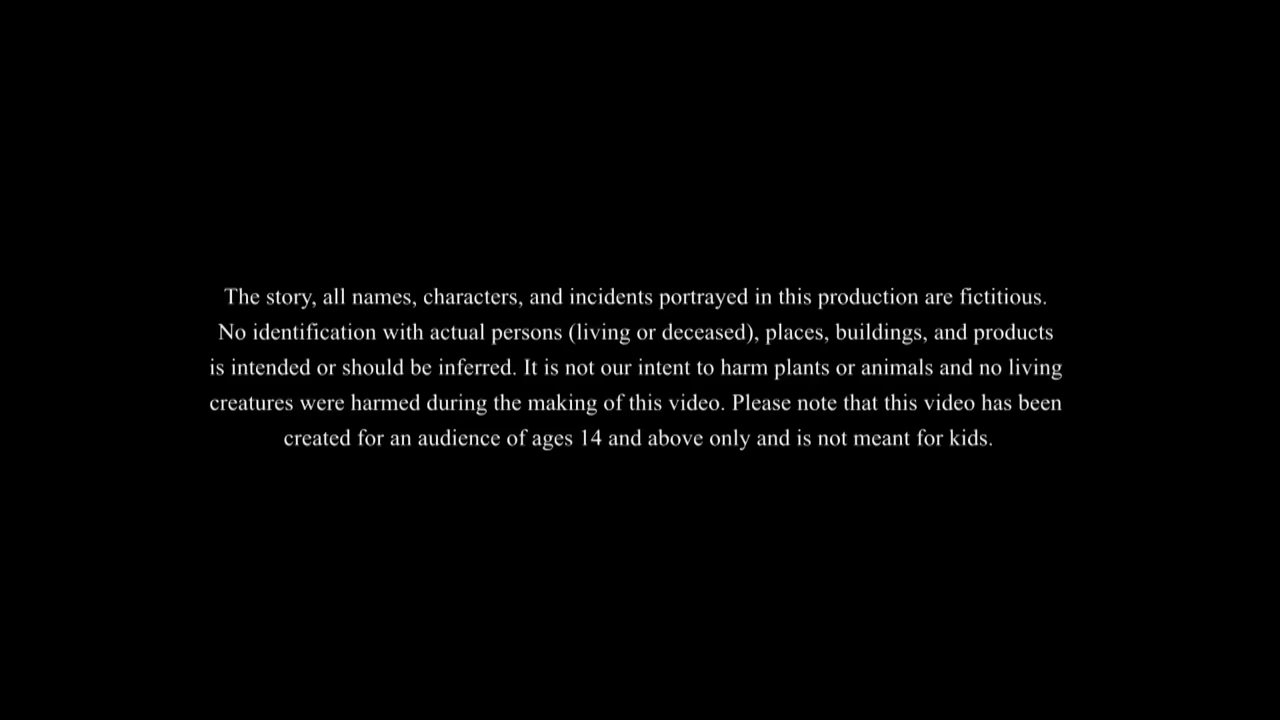 The story, all names, characters, and incidents portrayed in this production are fictitious.
No identification with actual persons (living or deceased), places, buildings, and products
is intended or should be inferred. It is not our intent to harm plants or animals and no living
creatures were harmed during the making of this video. Please note that this video has been
created for an audience of ages 14 and above only and is not meant for kids.